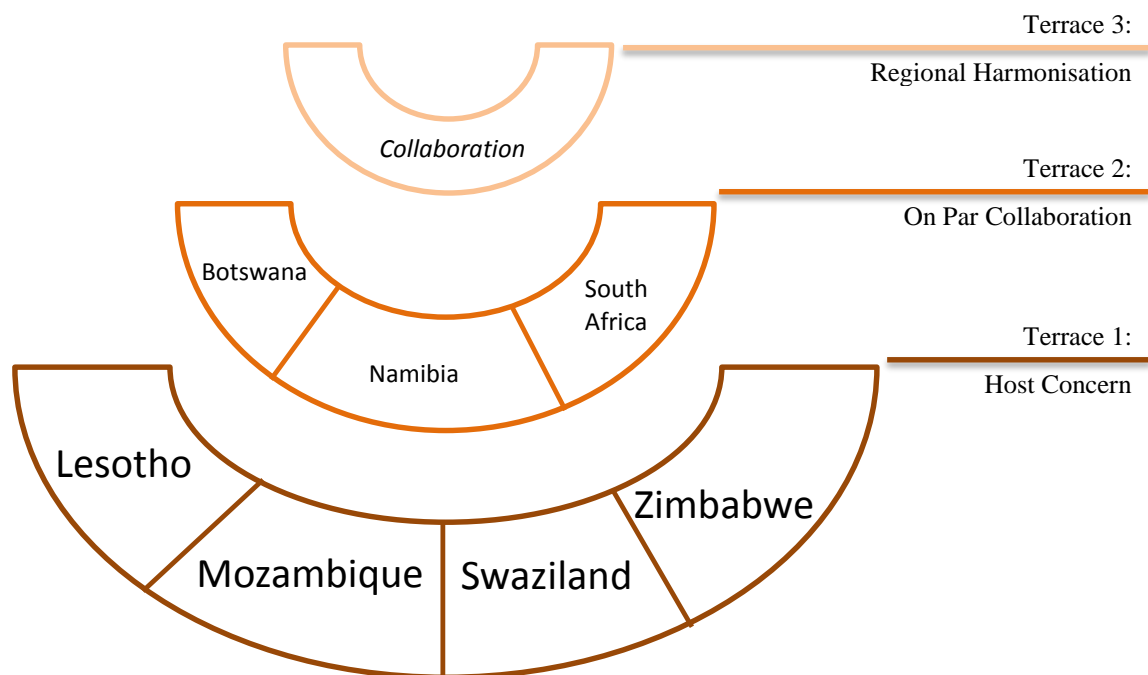 Terrace 3:
Regional Harmonisation
Collaboration
Terrace 2:
On Par Collaboration
Botswana
Namibia
South
Africa
Terrace 1:
Host Concern
Lesotho
Mozambique
Swaziland
Zimbabwe